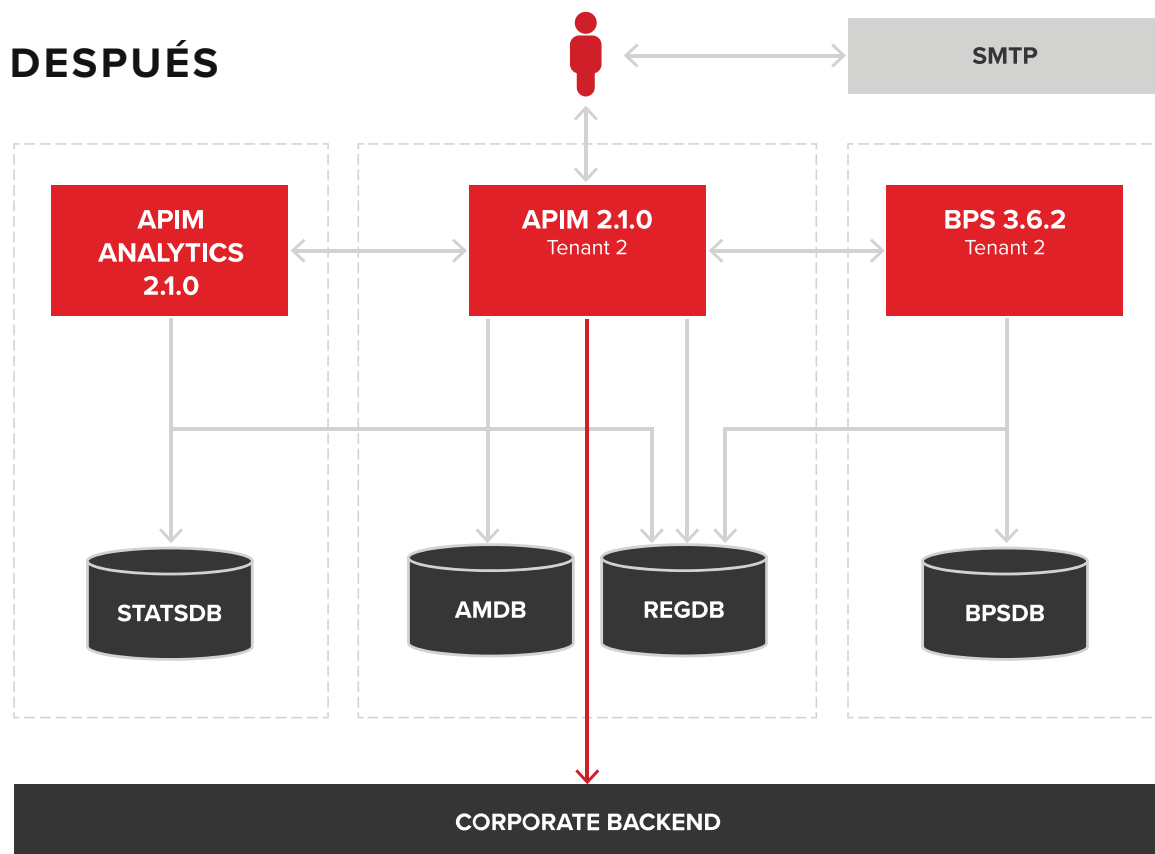 DESPUÉS
SMTP
APIM
ANALYTICS
2.1.0
APIM 2.1.0
Tenant 2
BPS 3.6.2
Tenant 2
STATSDB
AMDB
REGDB
BPSDB
CORPORATE BACKEND